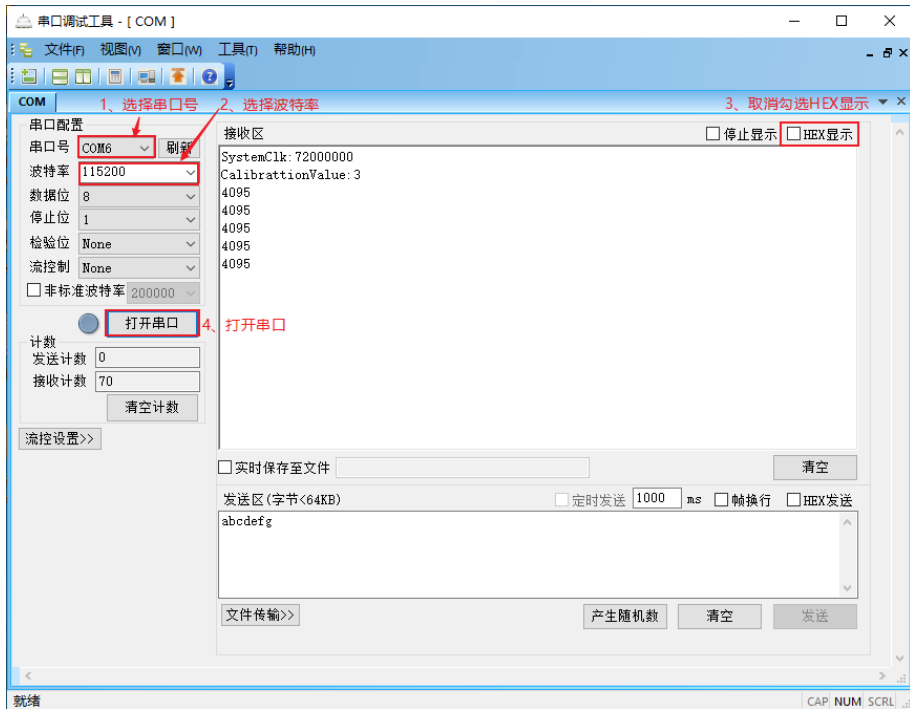 串口调试工具 - [ COM ]
文件(F) 视图(V) 窗口(W) 工具(T) 帮助(H)
COM
1、选择串口号 2、选择波特率 3、取消勾选HEX显示
串口配置
串口号 COM6 刷新
波特率 115200
数据位 8
停止位 1
检验位 None
流控制 None
非标准波特率 200000
打开串口 4、打开串口
计数
发送计数 0
接收计数 70
清空计数
流控设置>>
接收区 停止显示 HEX显示
SystemClk:72000000
CalibrattionValue:3
4095
4095
4095
4095
4095
实时保存至文件 清空
发送区(字节<64KB) 定时发送 1000 ms 帧换行 HEX发送
abcdefg
文件传输>> 产生随机数 清空 发送
就绪 CAP NUM SCRL